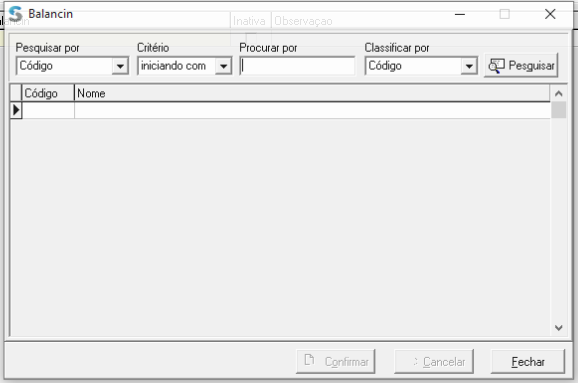 Balancin
Inativa Observação
Pesquisar por Critério Procurar por Classificar por
Código iniciando com Código Pesquisar
Código Nome
Confirmar Cancelar Fechar